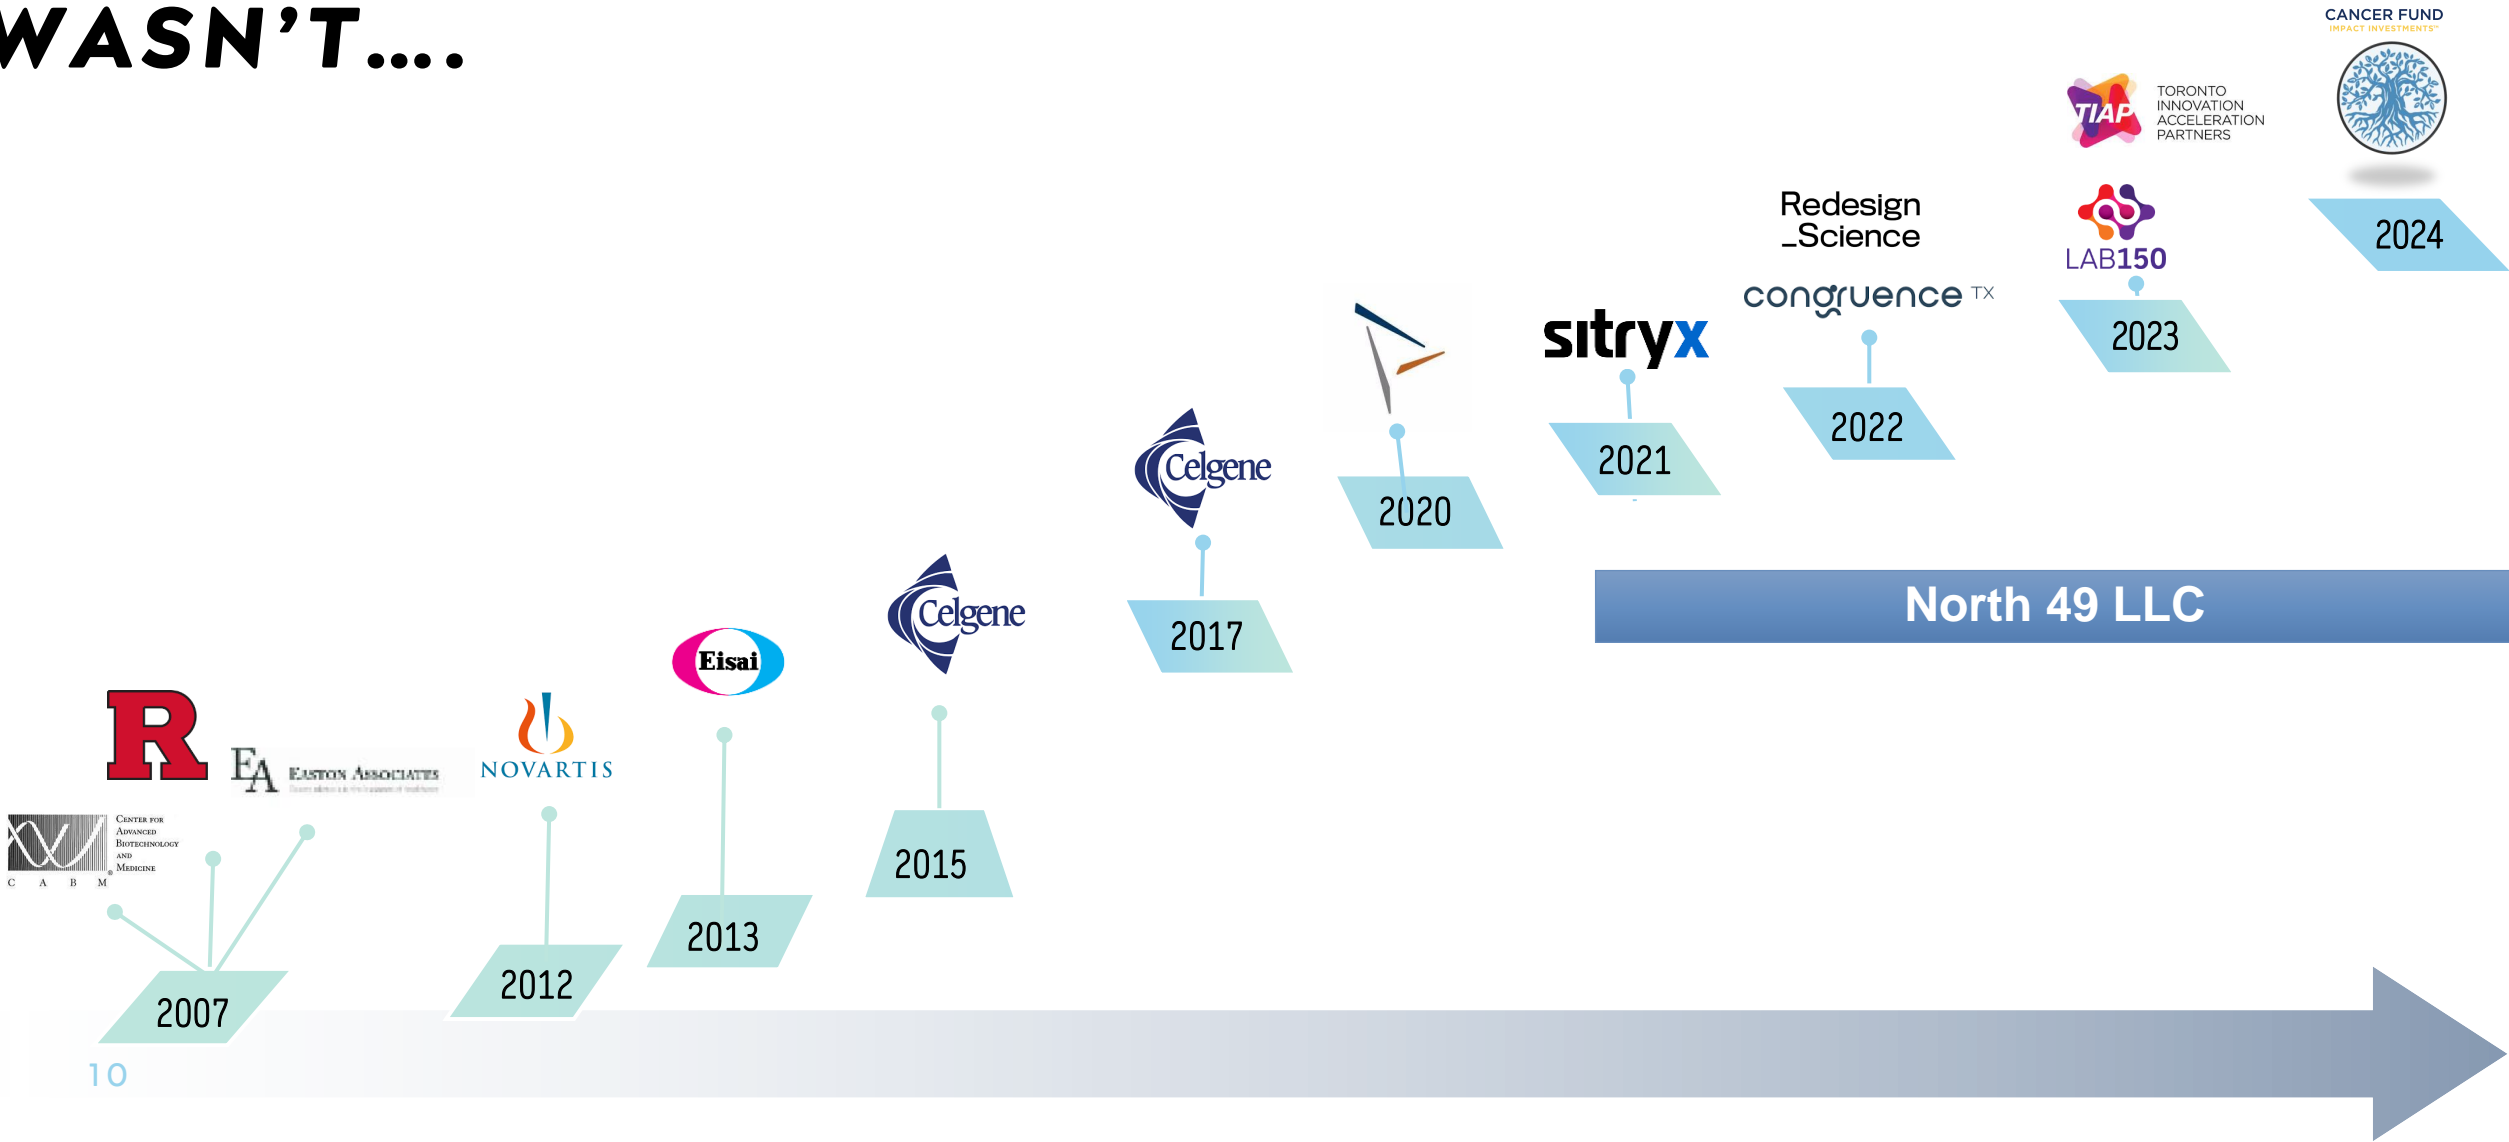 WASN’T.... 
CANCER FUND
IMPACT INVESTMENTS™
TIAP
TORONTO
INNOVATION
ACCELERATION
PARTNERS
2024
Redesign
_Science
LAB150
congruence TX
2023
sitryx
2022
Celgene
2021
2020
North 49 LLC
Celgene
2017
Eisai
R
NOVARTIS
EA EASTON ASSOCIATES
CENTER FOR
ADVANCED
BIOTECHNOLOGY
AND
MEDICINE
C A B M
2015
2013
2012
2007
10